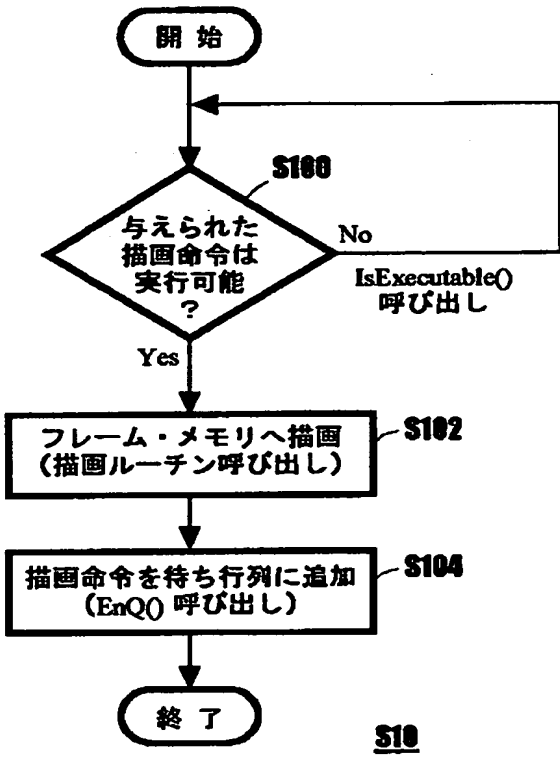 開始
S100
与えられた
描画命令は
実行可能
?
No
IsExecutable()
呼び出し
Yes
フレーム・メモリへ描画
(描画ルーチン呼び出し)
S102
描画命令を待ち行列に追加
(EnQ() 呼び出し)
S104
終了
S10